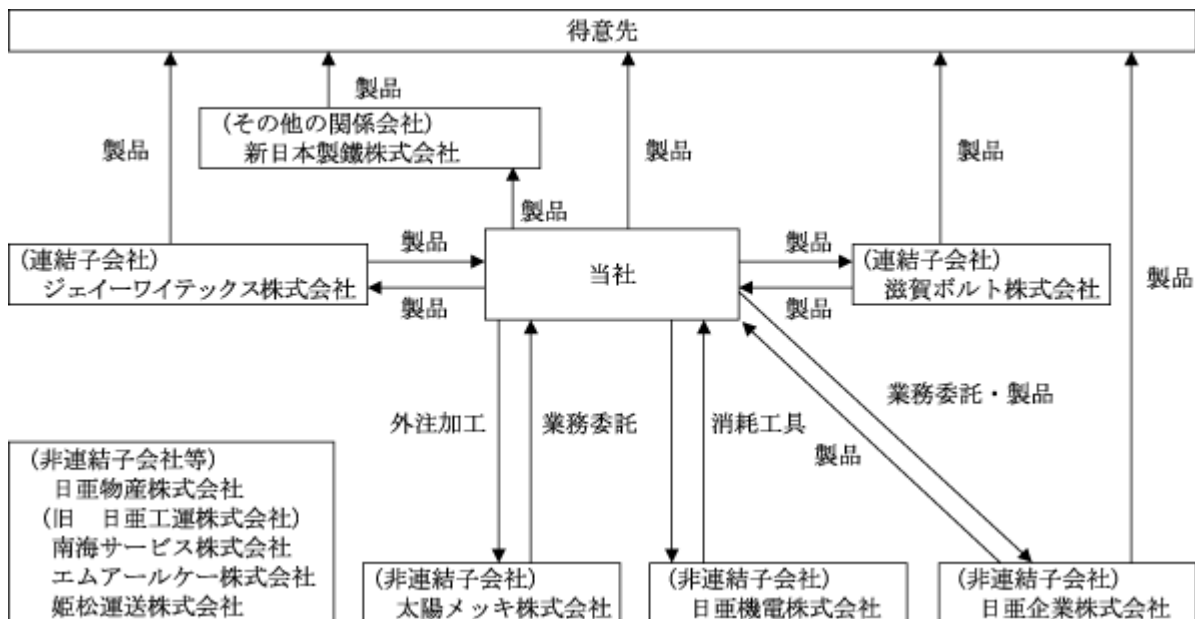 得意先
製品
(その他の関係会社)
新日本製鐵株式会社
製品
製品
製品
製品
製品
(連結子会社)
ジェイーワイテックス株式会社
製品
製品
当社
製品
製品
(連結子会社)
滋賀ボルト株式会社
外注加工
業務委託
消耗工具
業務委託・製品
製品
(非連結子会社等)
日亜物産株式会社
(旧　日亜工運株式会社)
南海サービス株式会社
エムアールケー株式会社
姫松運送株式会社
(非連結子会社)
太陽メッキ株式会社
(非連結子会社)
日亜機電株式会社
(非連結子会社)
日亜企業株式会社